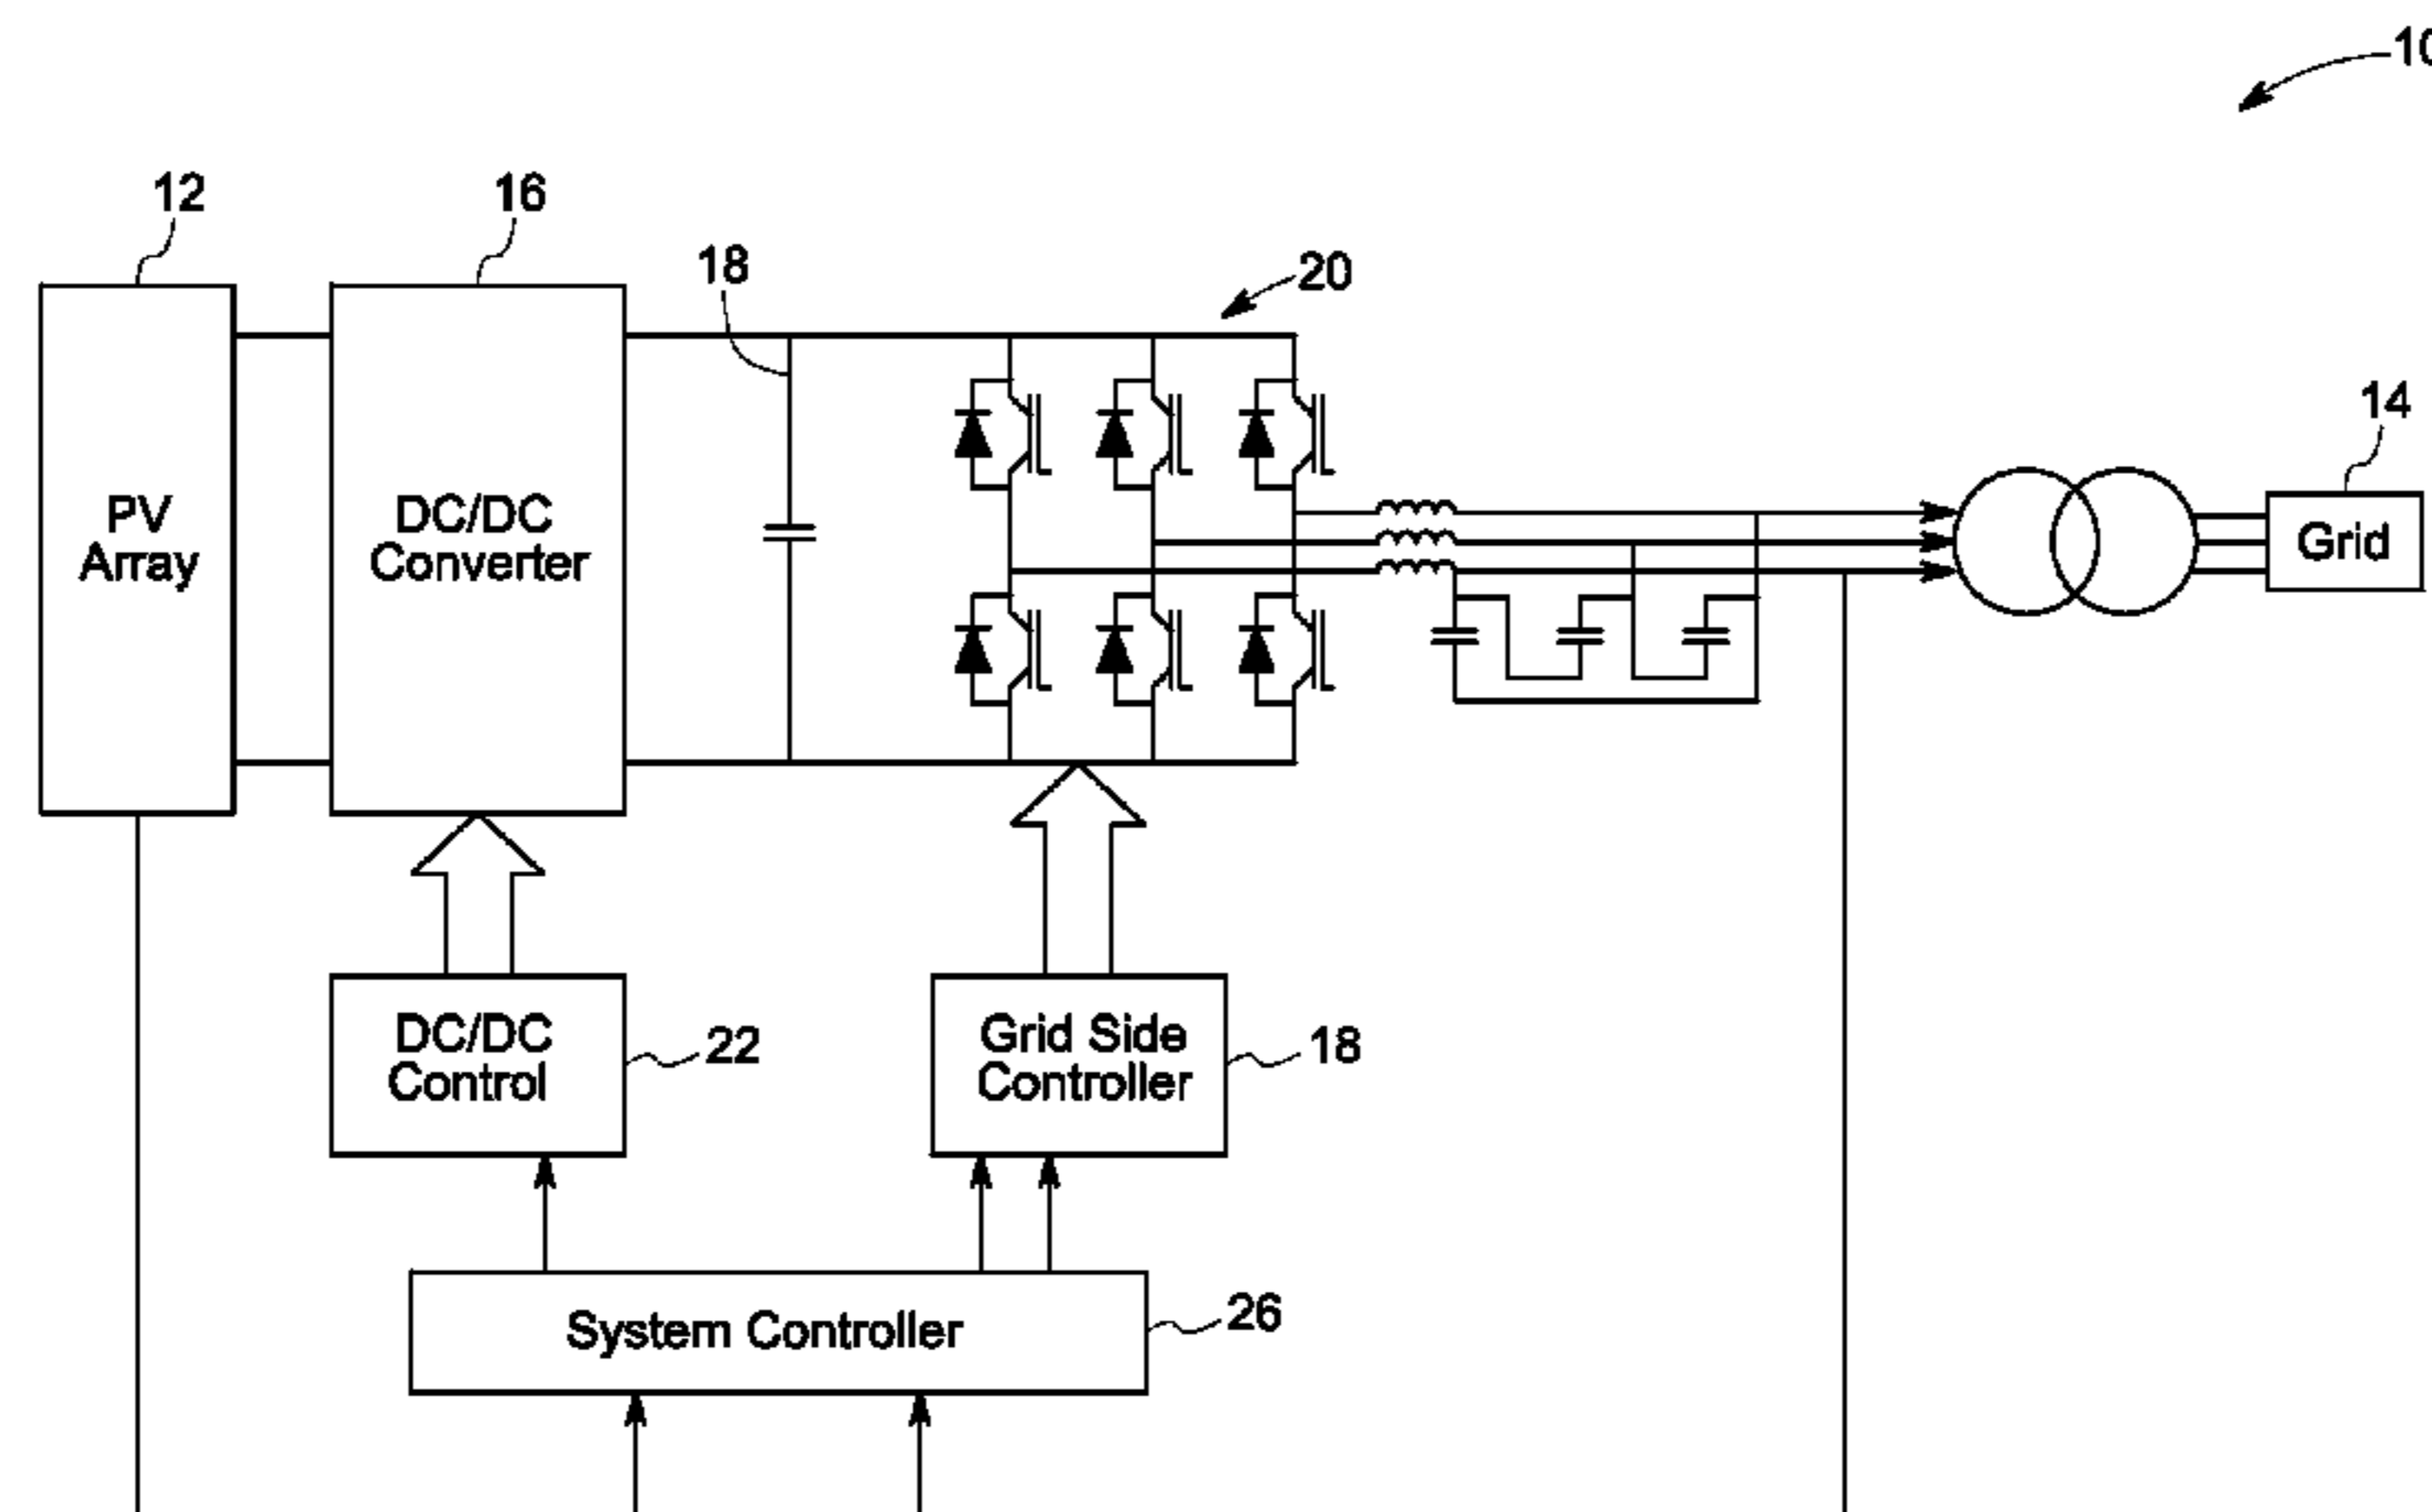 10
12
16
18
20
14
PV
Array
DC/DC
Converter
Grid
DC/DC
Control
22
Grid Side
Controller
18
System Controller
26